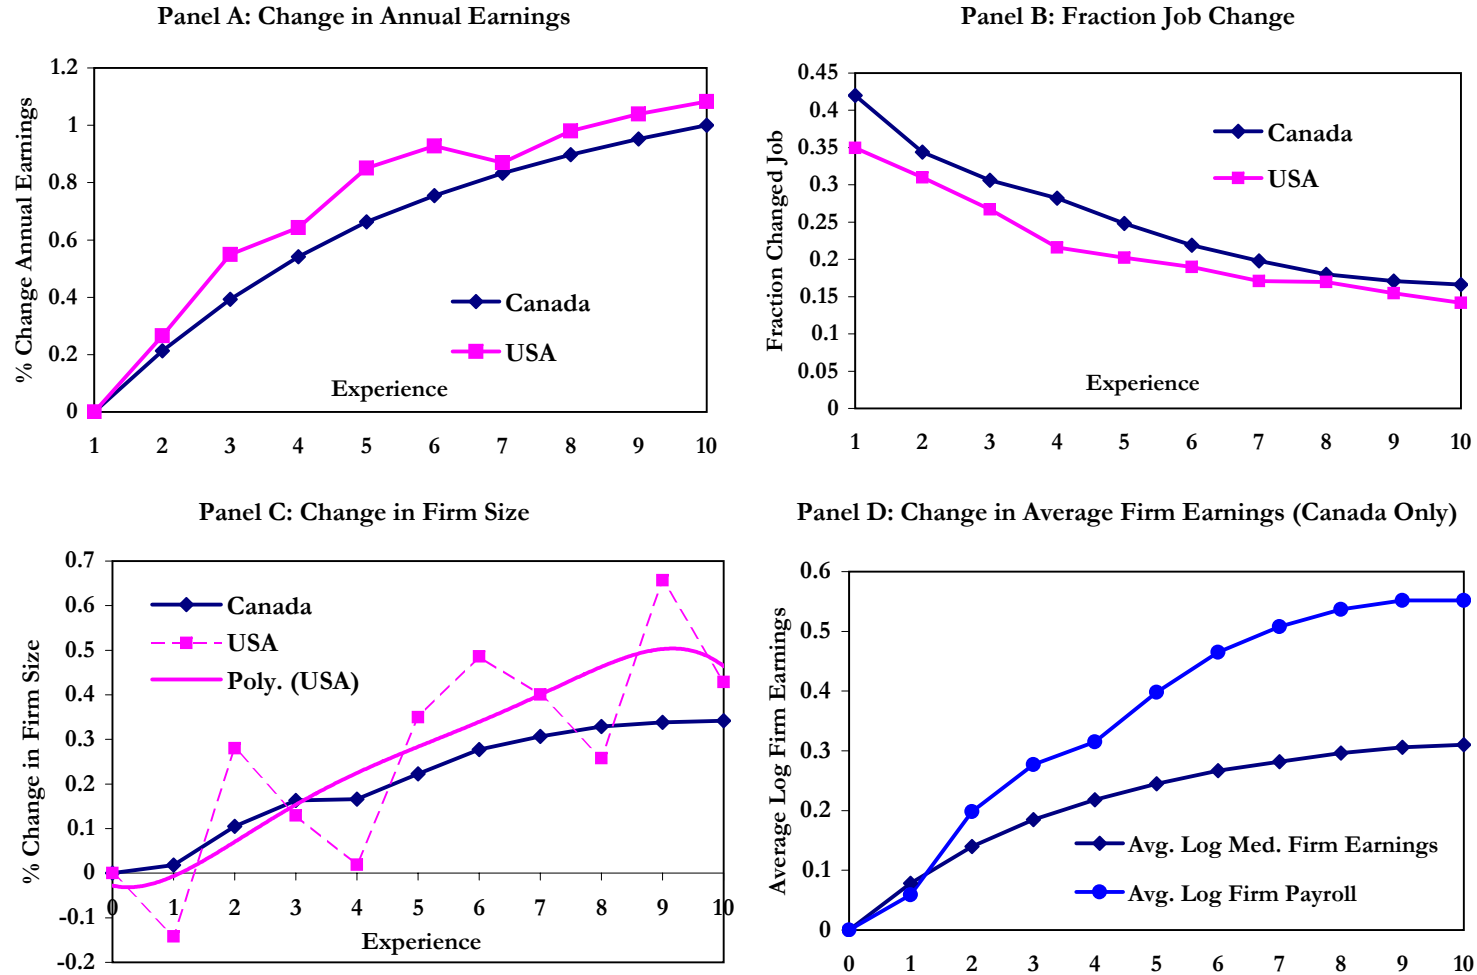 Panel A: Change in Annual Earnings
% Change Annual Earnings
1.2
1
0.8
0.6
0.4
0.2
0
Canada
USA
Experience
1 2 3 4 5 6 7 8 9 10
Panel B: Fraction Job Change
Fraction Changed Job
0.45
0.4
0.35
0.3
0.25
0.2
0.15
0.1
0.05
0
Canada
USA
Experience
1 2 3 4 5 6 7 8 9 10
Panel C: Change in Firm Size
% Change in Firm Size
0.7
0.6
0.5
0.4
0.3
0.2
0.1
0
-0.1
-0.2
Canada
USA
Poly. (USA)
0 1 2 3 4 5 6 7 8 9 10
Experience
Panel D: Change in Average Firm Earnings (Canada Only)
Average Log Firm Earnings
0.6
0.5
0.4
0.3
0.2
0.1
0
Avg. Log Med. Firm Earnings
Avg. Log Firm Payroll
0 1 2 3 4 5 6 7 8 9 10